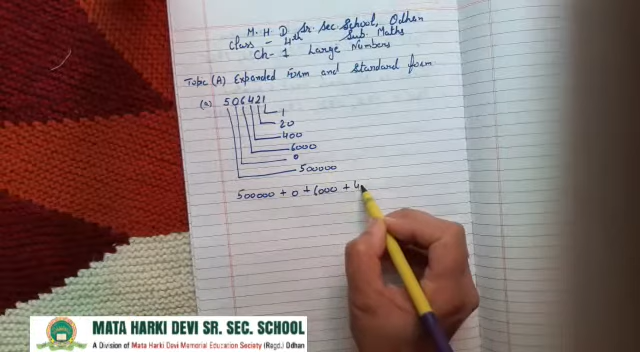 M. H. D. Sr. Sec. School, Odhan
Class - 4th Sub. Maths
Ch- 1 Large Numbers
Topic (A) Expanded form and Standard form
(a) 506421
1
20
400
6000
0
500000
500000 + 0 + 6000 + 4
MATA HARKI DEVI SR. SEC. SCHOOL
A Division of Mata Harki Devi Memorial Education Society (Regd.) Odhan